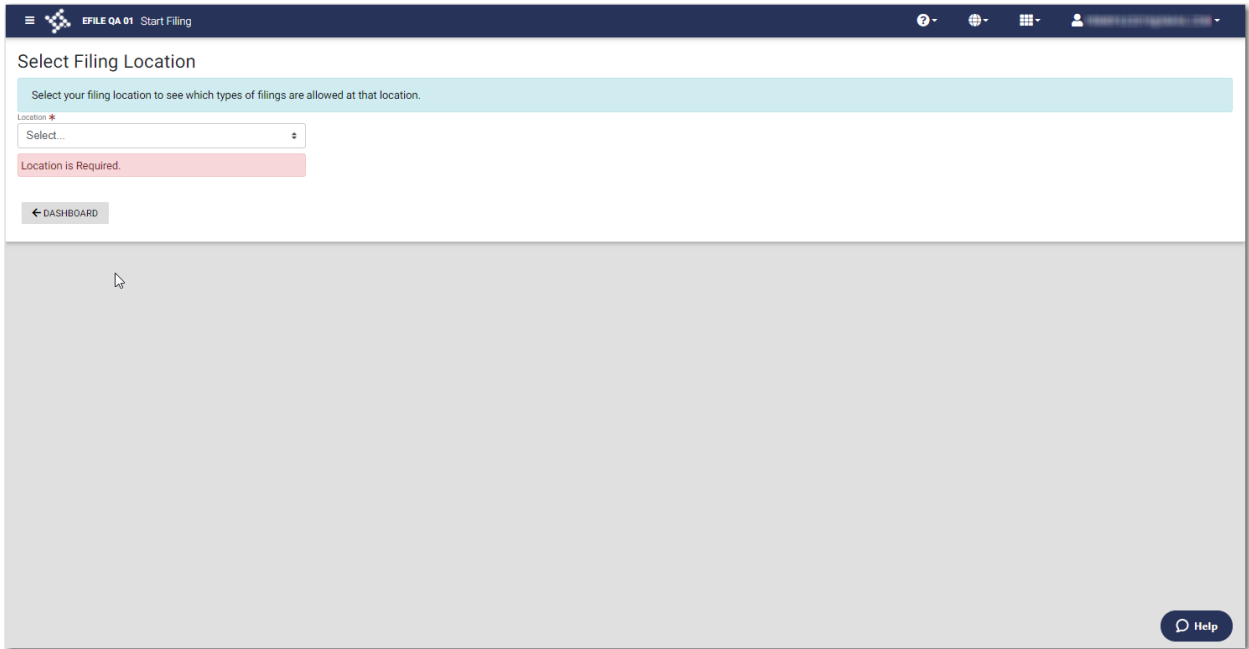 EFILE QA 01 Start Filing
Select Filing Location
Select your filing location to see which types of filings are allowed at that location.
Location *
Select...
Location is Required.
DASHBOARD
Help